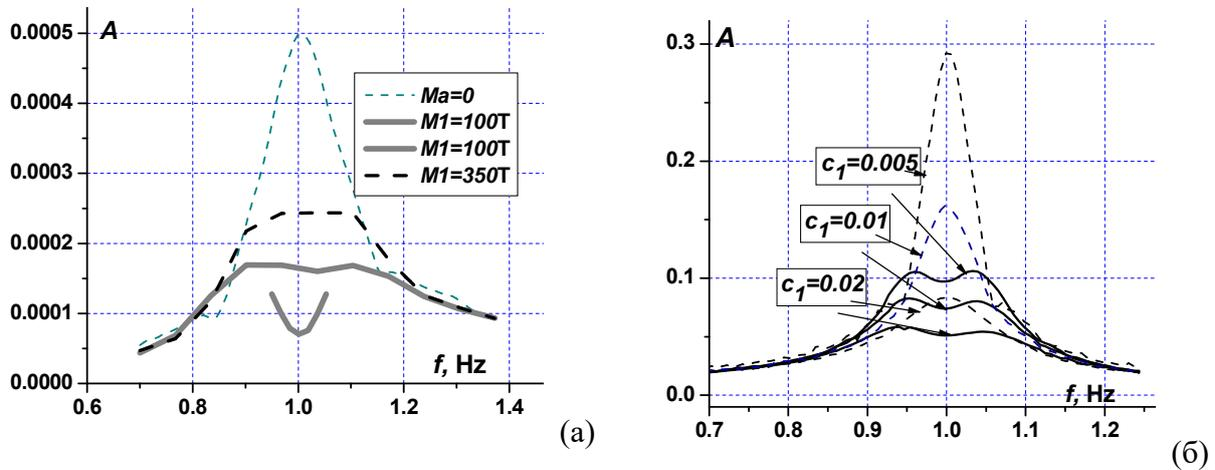 A
0.0005
0.0004
0.0003
0.0002
0.0001
0.0000
Ma=0
M1=100T
M1=100T
M1=350T
f, Hz
0.6 0.8 1.0 1.2 1.4
(a)
A
0.3
0.2
0.1
0.0
c1=0.005
c1=0.01
c1=0.02
f, Hz
0.7 0.8 0.9 1.0 1.1 1.2
(б)